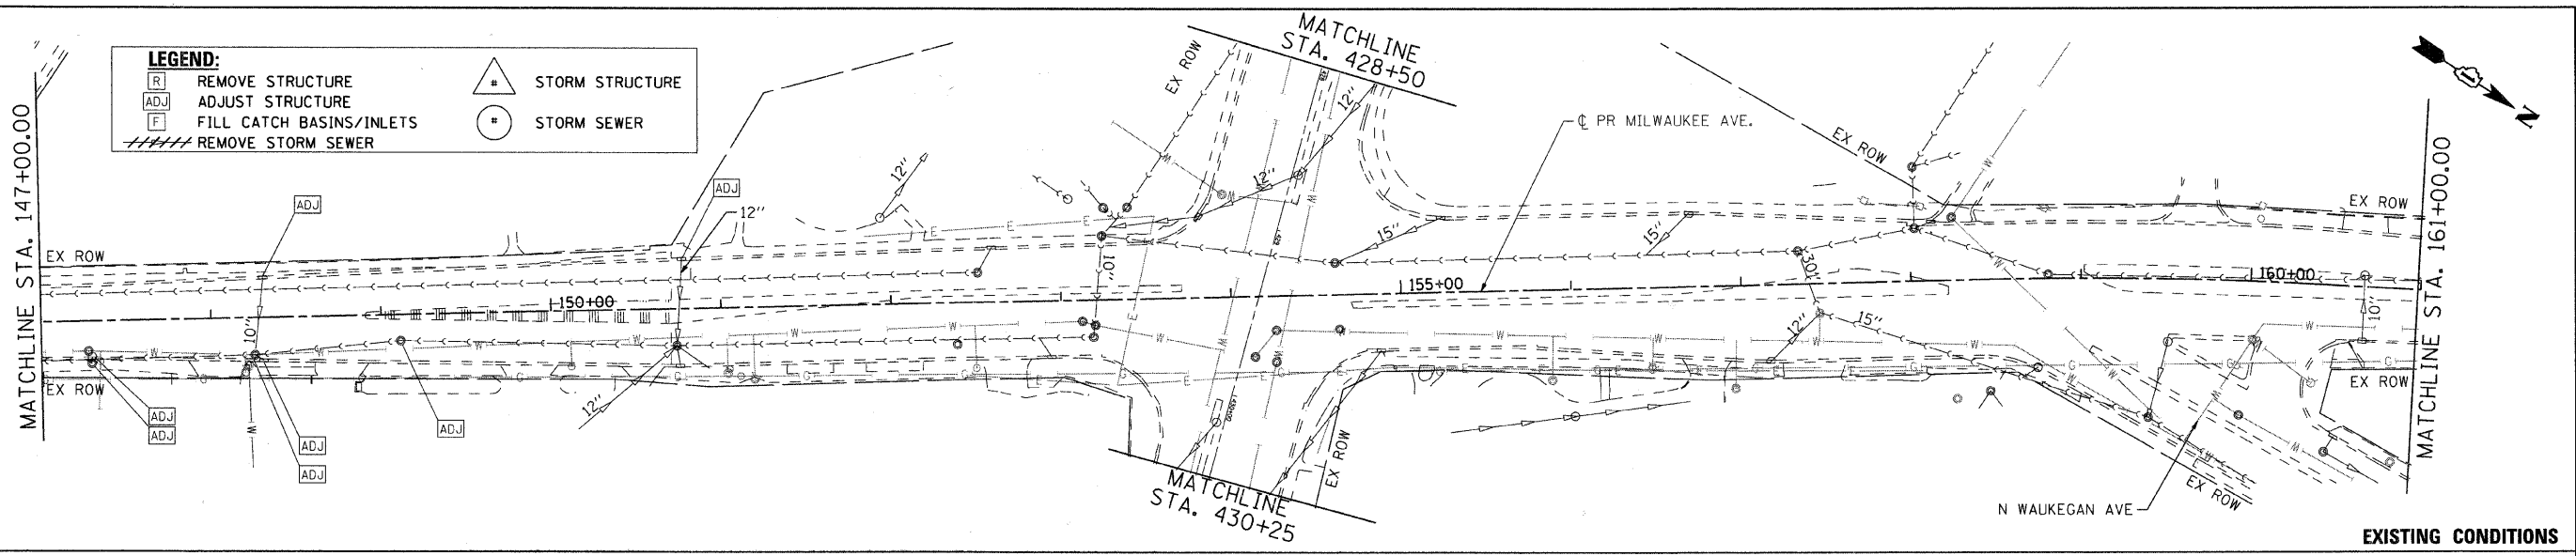 LEGEND:
R REMOVE STRUCTURE
ADJ ADJUST STRUCTURE
F FILL CATCH BASINS/INLETS
REMOVE STORM SEWER
# STORM STRUCTURE
# STORM SEWER
MATCHLINE STA. 147+00.00
MATCHLINE
STA. 428+50
EX ROW
12"
℄ PR MILWAUKEE AVE.
EX ROW
N
MATCHLINE STA. 161+00.00
12"
12"
ADJ
ADJ
12"
EX ROW
EX ROW
15"
15"
10"
30"
150+00
155+00
160+00
10"
10"
12"
15"
EX ROW
EX ROW
ADJ
ADJ
ADJ
ADJ
ADJ
12"
EX ROW
MATCHLINE
STA. 430+25
EX ROW
N WAUKEGAN AVE
EXISTING CONDITIONS